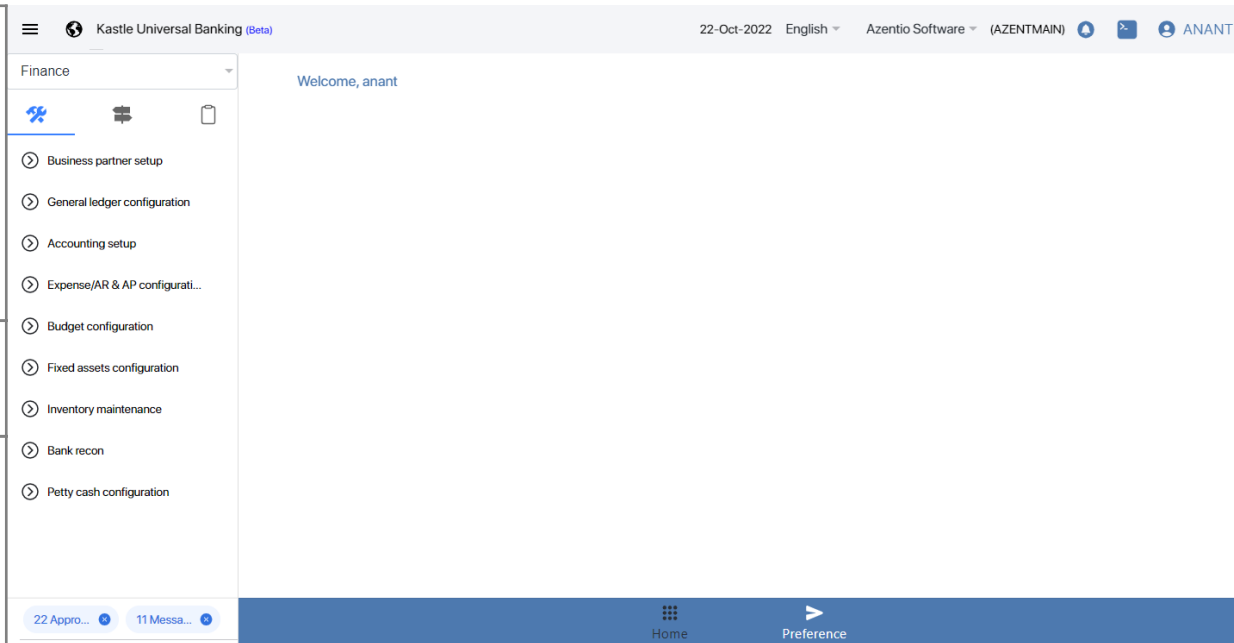 Kastle Universal Banking (Beta) 22-Oct-2022 English Azentio Software (AZENTMAIN) ANANT
Finance
Welcome, anant
Business partner setup
General ledger configuration
Accounting setup
Expense/AR & AP configurati...
Budget configuration
Fixed assets configuration
Inventory maintenance
Bank recon
Petty cash configuration
22 Appro... 11 Messa...
Home Preference